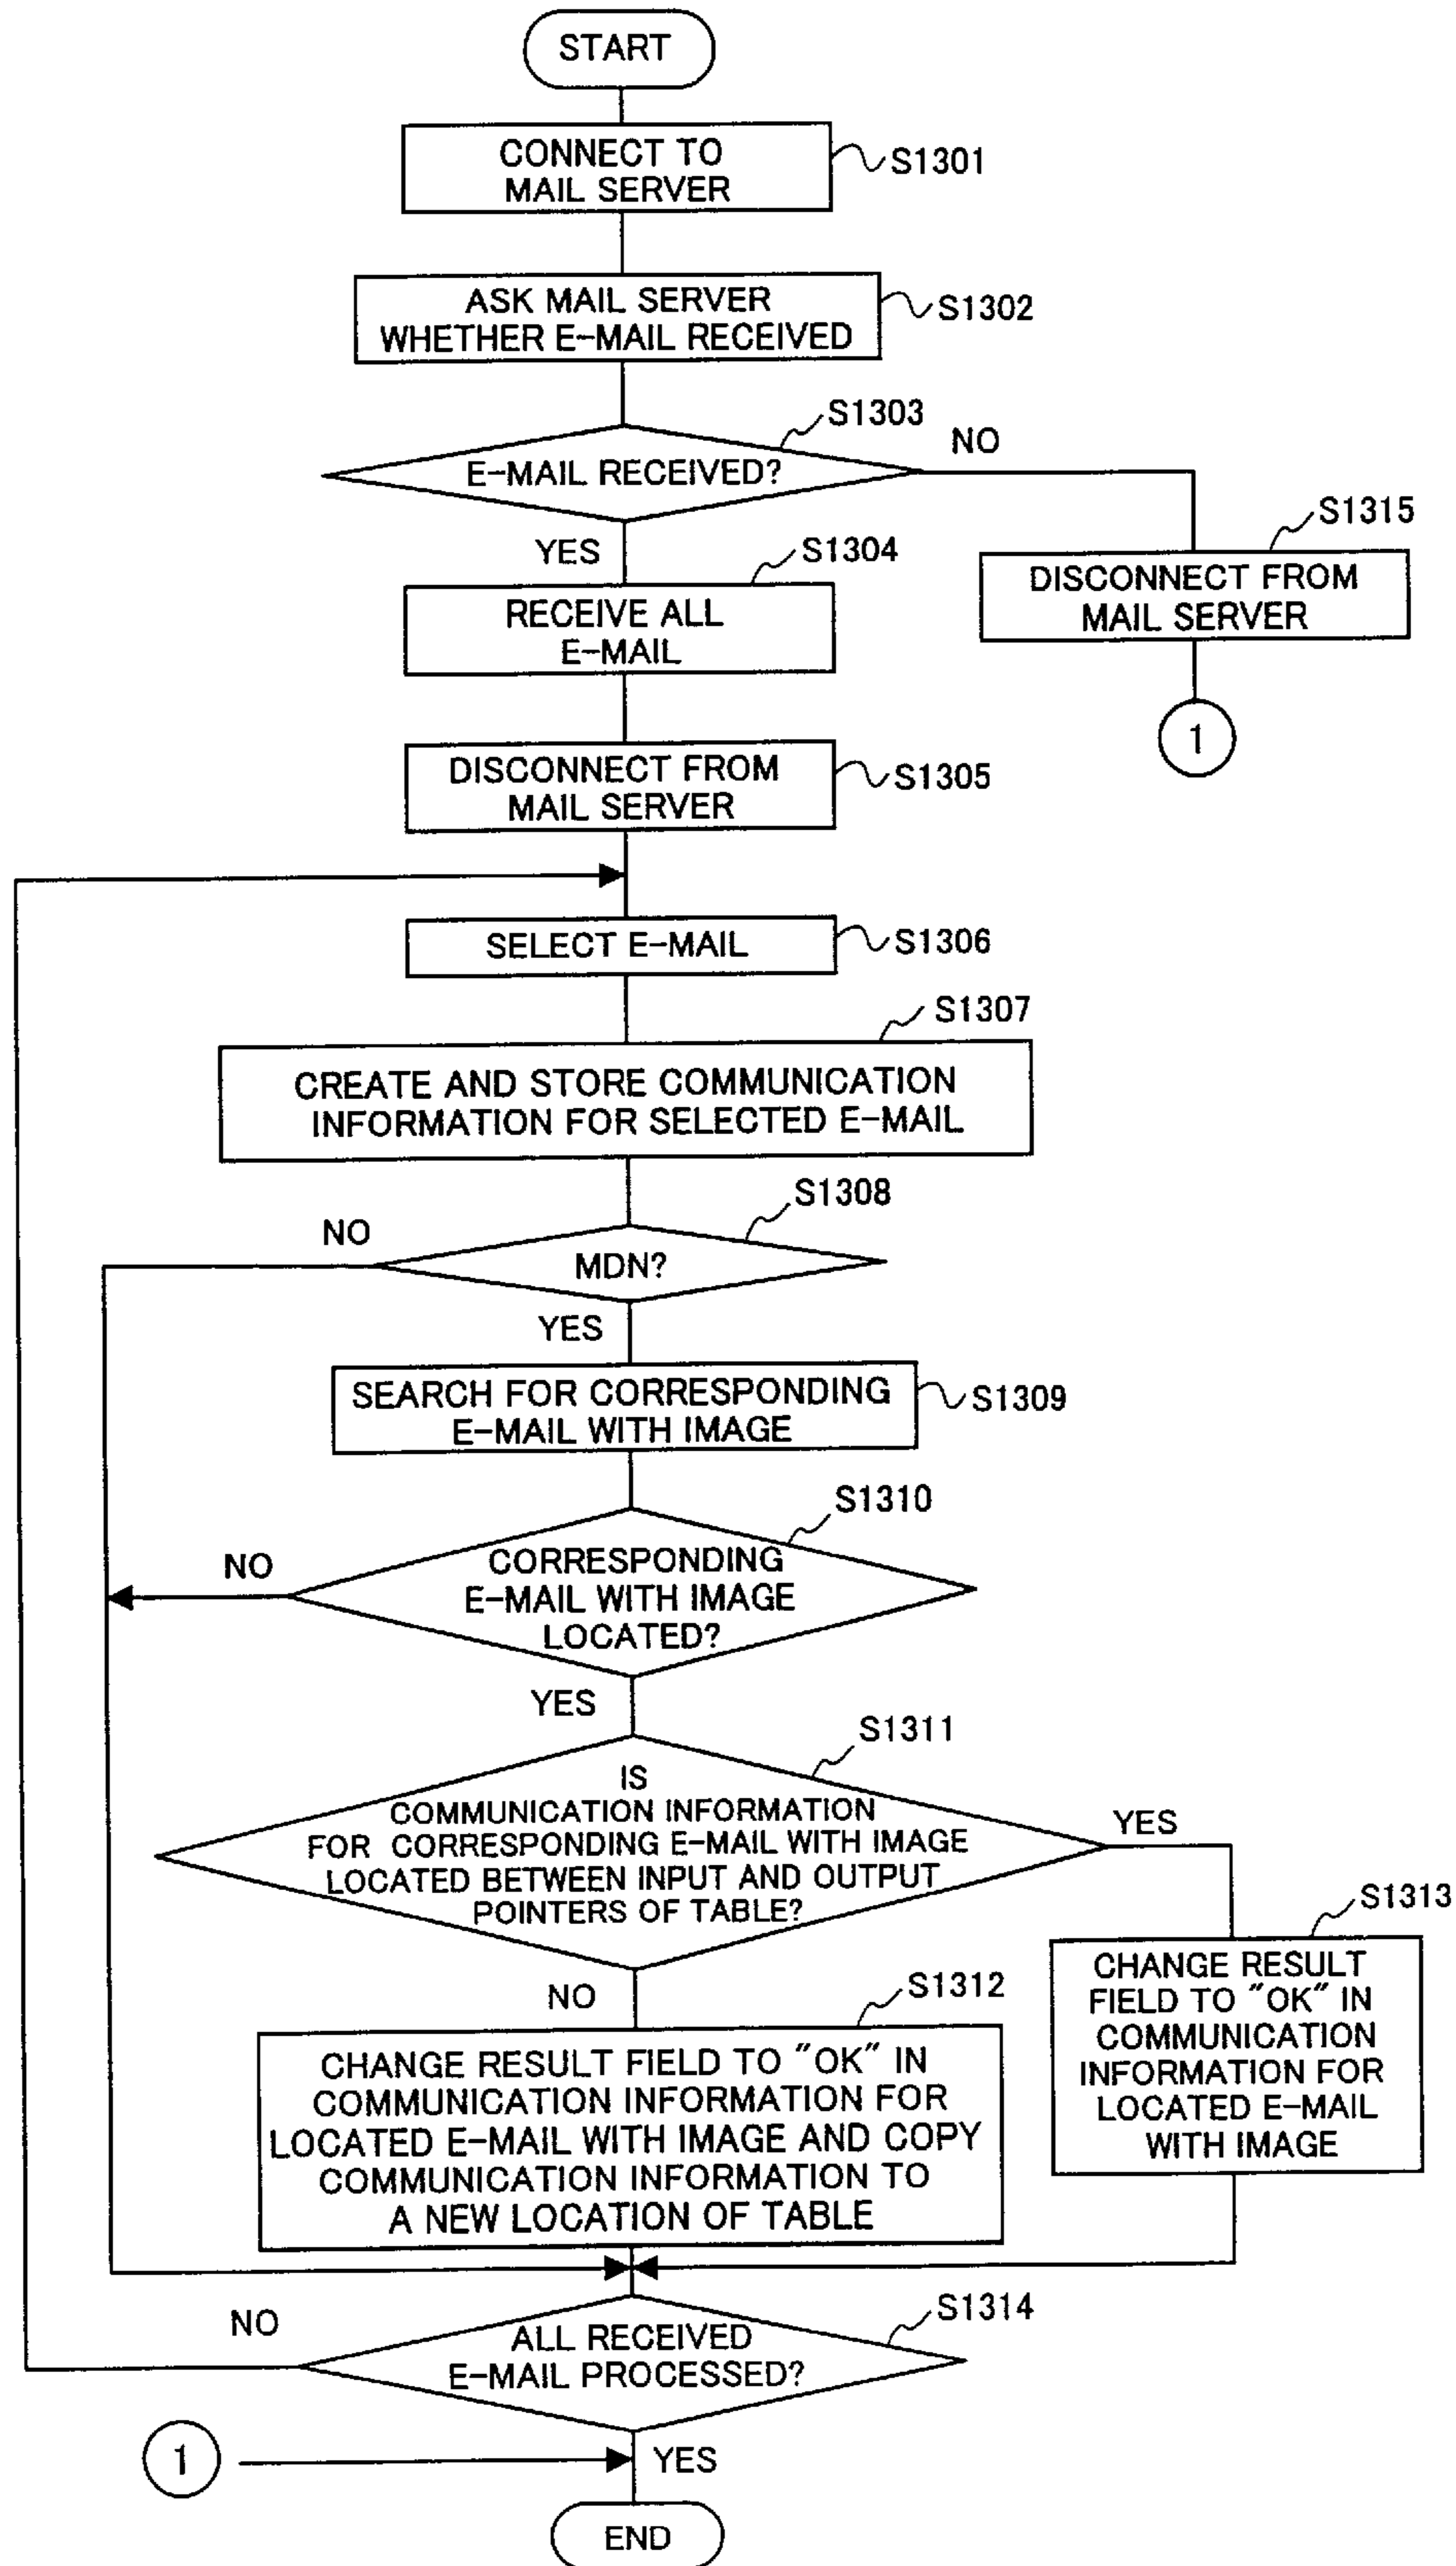 START
CONNECT TO
MAIL SERVER
S1301
ASK MAIL SERVER
WHETHER E-MAIL RECEIVED
S1302
S1303
E-MAIL RECEIVED?
NO
YES
S1304
RECEIVE ALL
E-MAIL
S1315
DISCONNECT FROM
MAIL SERVER
1
DISCONNECT FROM
MAIL SERVER
S1305
SELECT E-MAIL
S1306
S1307
CREATE AND STORE COMMUNICATION
INFORMATION FOR SELECTED E-MAIL
S1308
NO
MDN?
YES
SEARCH FOR CORRESPONDING
E-MAIL WITH IMAGE
S1309
S1310
NO
CORRESPONDING
E-MAIL WITH IMAGE
LOCATED?
YES
S1311
IS
COMMUNICATION INFORMATION
FOR CORRESPONDING E-MAIL WITH IMAGE
LOCATED BETWEEN INPUT AND OUTPUT
POINTERS OF TABLE?
YES
NO
S1312
CHANGE RESULT FIELD TO "OK" IN
COMMUNICATION INFORMATION FOR
LOCATED E-MAIL WITH IMAGE AND COPY
COMMUNICATION INFORMATION TO
A NEW LOCATION OF TABLE
S1313
CHANGE RESULT
FIELD TO "OK" IN
COMMUNICATION
INFORMATION FOR
LOCATED E-MAIL
WITH IMAGE
S1314
NO
ALL RECEIVED
E-MAIL PROCESSED?
1
YES
END